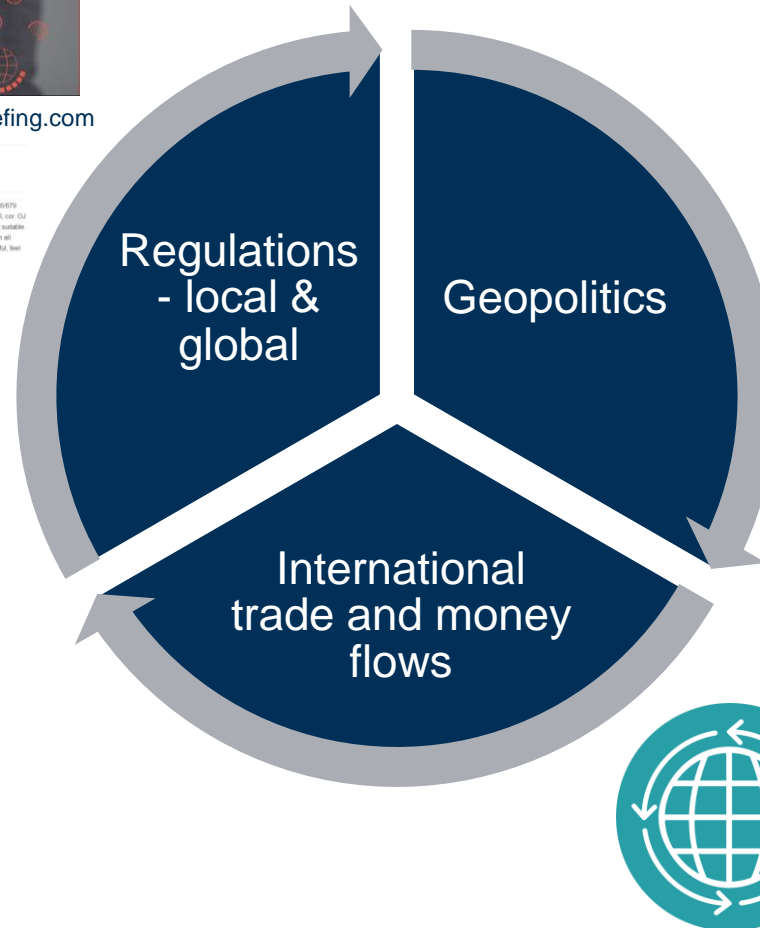 efing.com
Regulations
- local &
global
Geopolitics
International
trade and money
flows